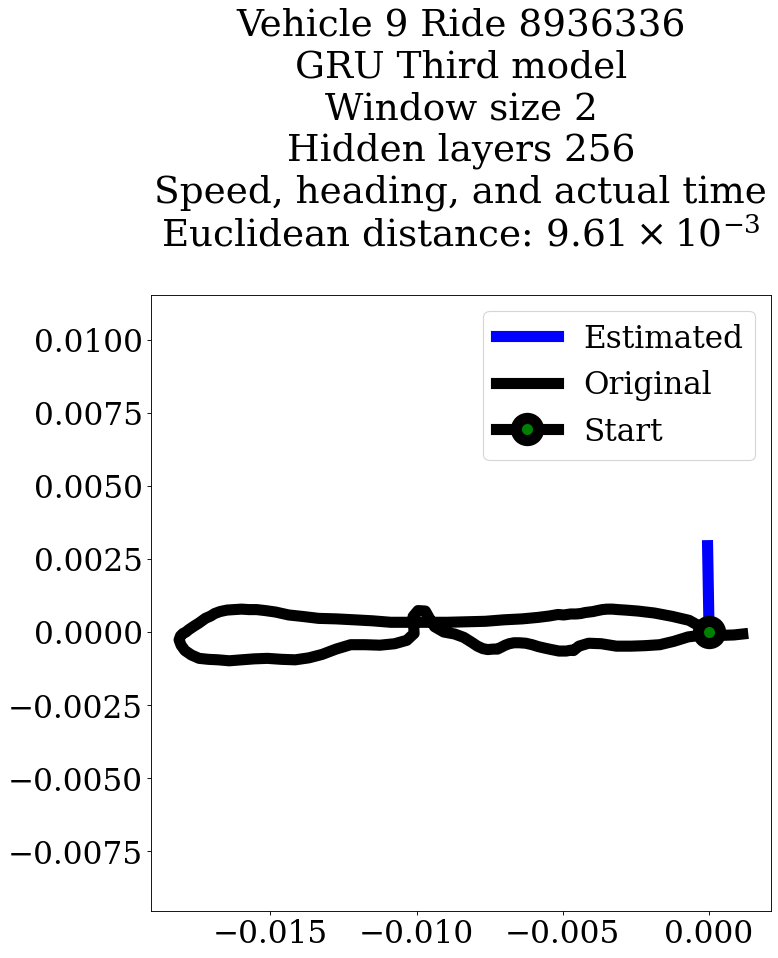 Vehicle 9 Ride 8936336
GRU Third model
Window size 2
Hidden layers 256
Speed, heading, and actual time
Euclidean distance: 9.61 × 10⁻³
Estimated
Original
Start
0.0100
0.0075
0.0050
0.0025
0.0000
−0.0025
−0.0050
−0.0075
−0.015 −0.010 −0.005 0.000